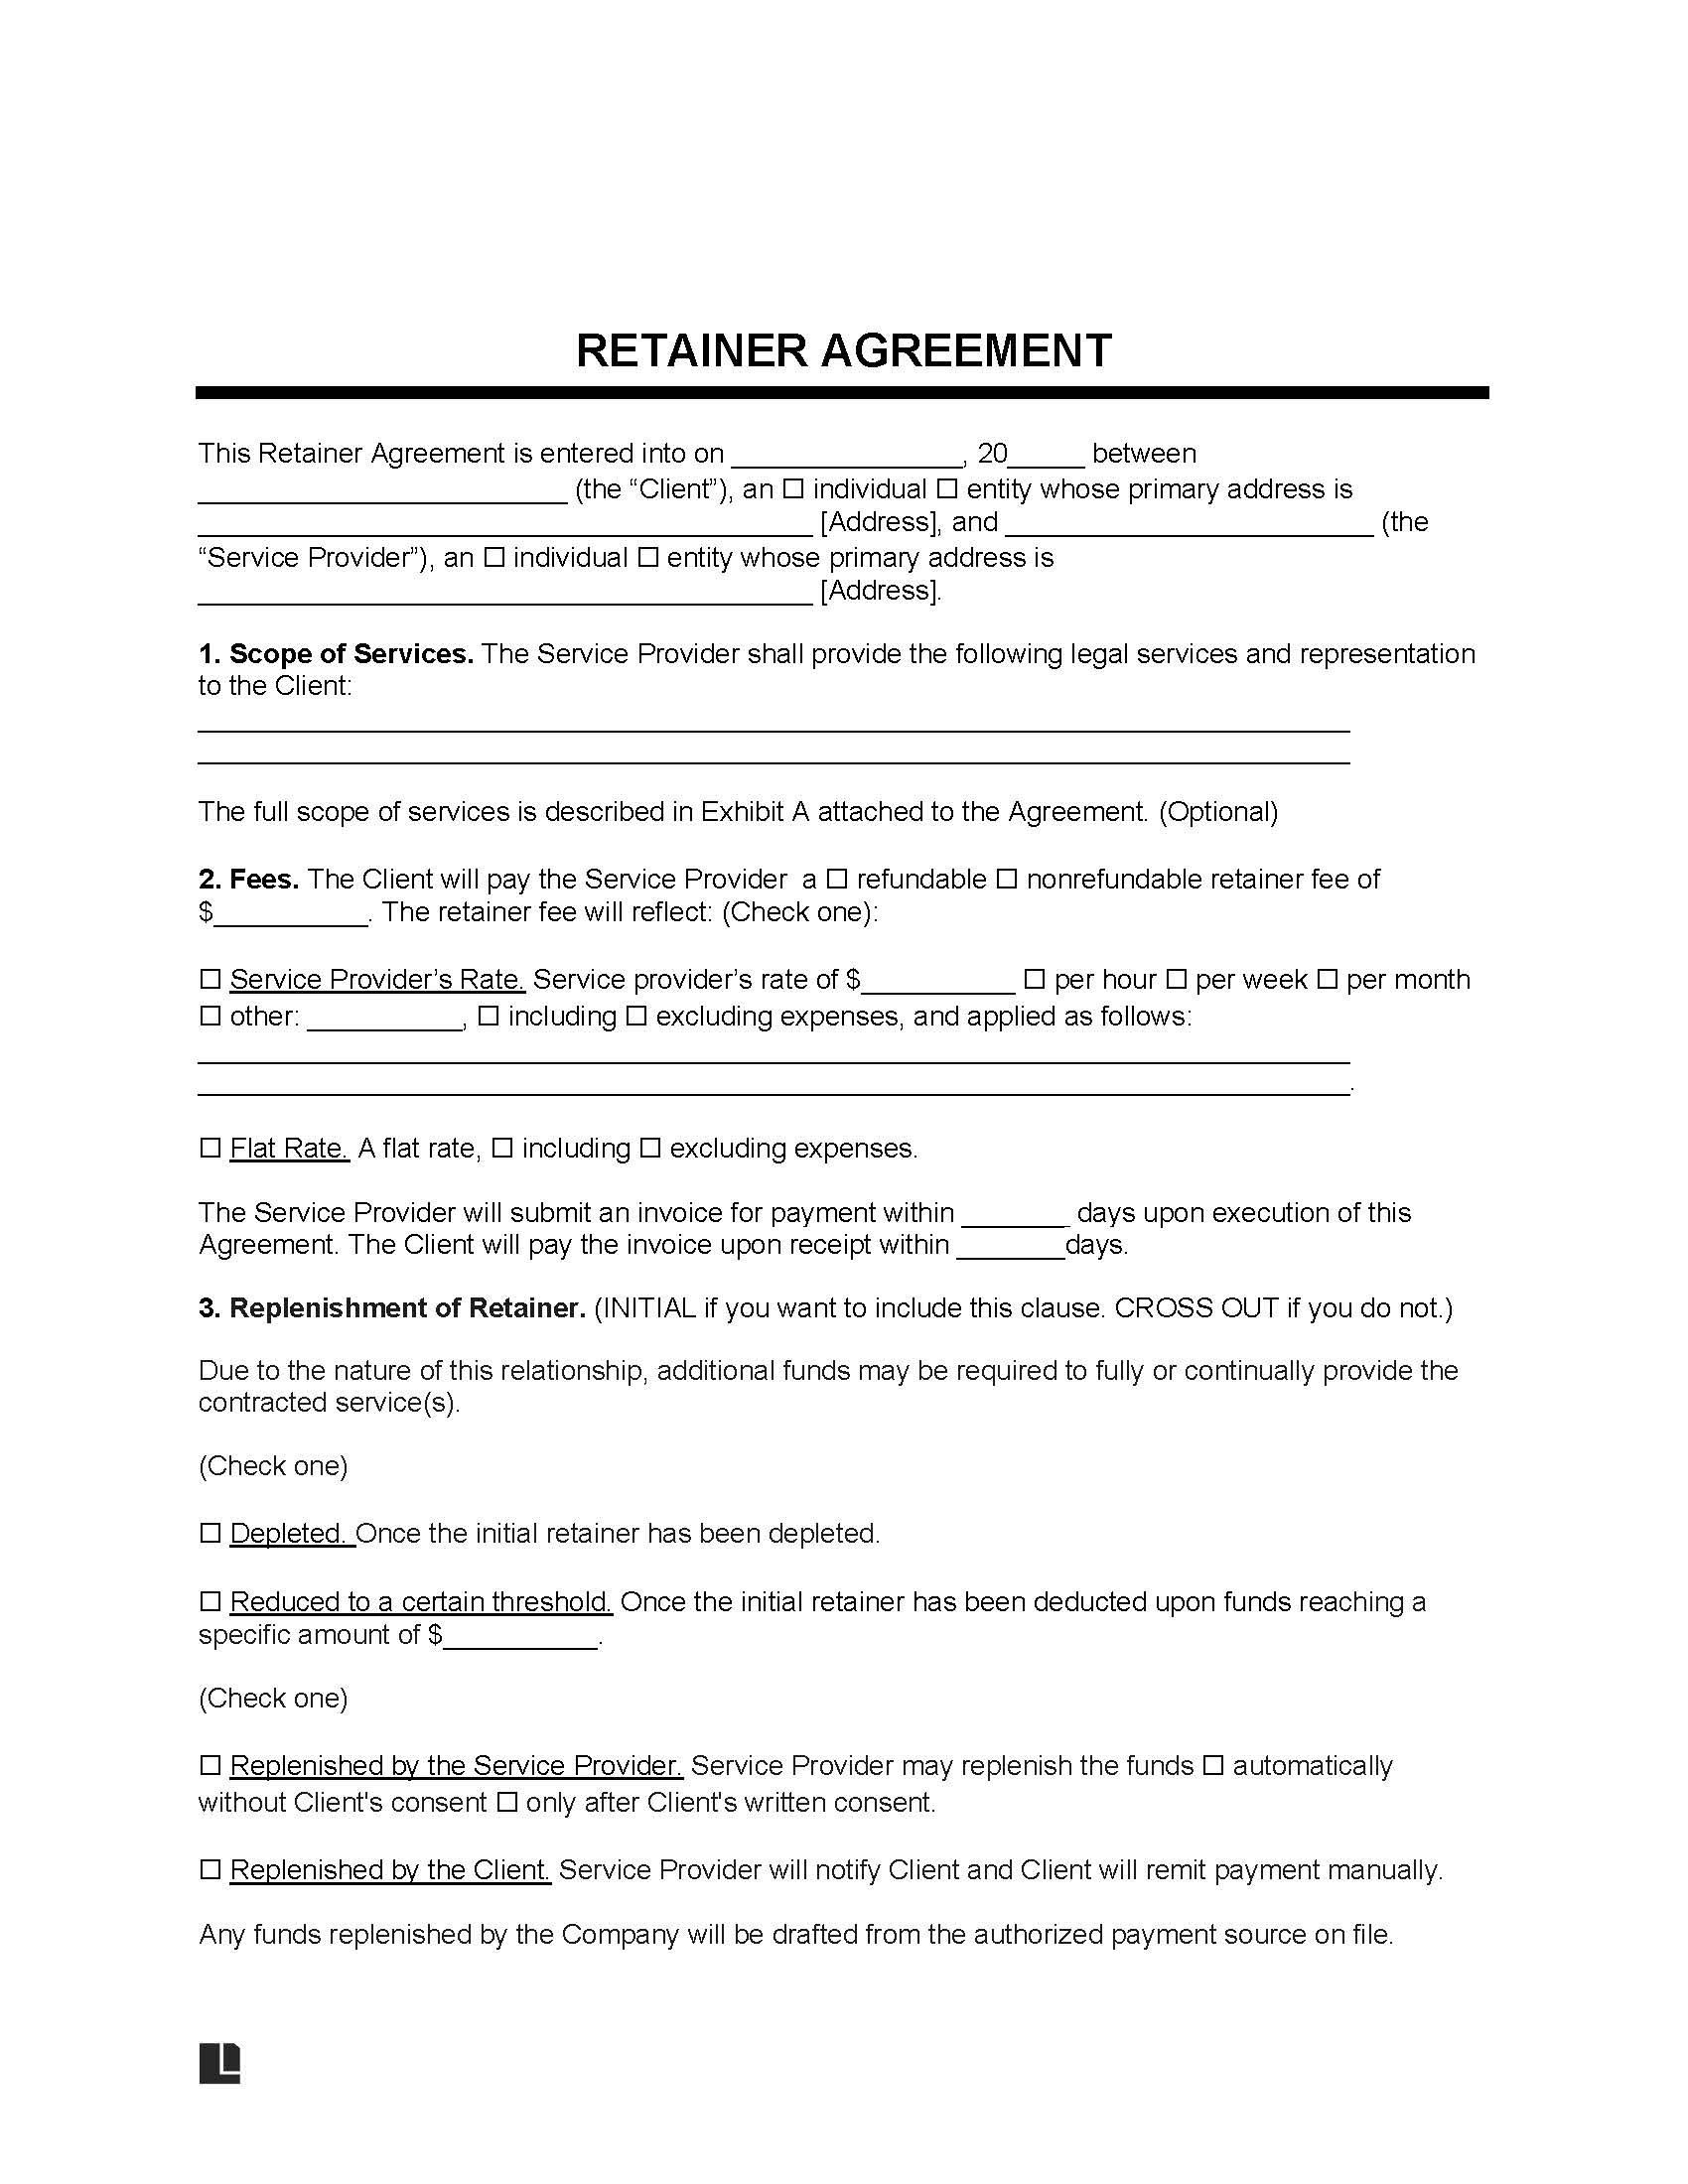 RETAINER AGREEMENT
This Retainer Agreement is entered into on _______________, 20_____ between
________________________ (the “Client”), an ☐ individual ☐ entity whose primary address is
________________________________________ [Address], and ________________________ (the
“Service Provider”), an ☐ individual ☐ entity whose primary address is
________________________________________ [Address].
1. Scope of Services. The Service Provider shall provide the following legal services and representation
to the Client:
___________________________________________________________________________
___________________________________________________________________________
The full scope of services is described in Exhibit A attached to the Agreement. (Optional)
2. Fees. The Client will pay the Service Provider  a ☐ refundable ☐ nonrefundable retainer fee of
$__________. The retainer fee will reflect: (Check one):
☐ Service Provider’s Rate. Service provider’s rate of $__________ ☐ per hour ☐ per week ☐ per month
☐ other: __________, ☐ including ☐ excluding expenses, and applied as follows:
___________________________________________________________________________
___________________________________________________________________________.
☐ Flat Rate. A flat rate, ☐ including ☐ excluding expenses.
The Service Provider will submit an invoice for payment within _______ days upon execution of this
Agreement. The Client will pay the invoice upon receipt within _______days.
3. Replenishment of Retainer. (INITIAL if you want to include this clause. CROSS OUT if you do not.)
Due to the nature of this relationship, additional funds may be required to fully or continually provide the
contracted service(s).
(Check one)
☐ Depleted. Once the initial retainer has been depleted.
☐ Reduced to a certain threshold. Once the initial retainer has been deducted upon funds reaching a
specific amount of $__________.
(Check one)
☐ Replenished by the Service Provider. Service Provider may replenish the funds ☐ automatically
without Client's consent ☐ only after Client's written consent.
☐ Replenished by the Client. Service Provider will notify Client and Client will remit payment manually.
Any funds replenished by the Company will be drafted from the authorized payment source on file.